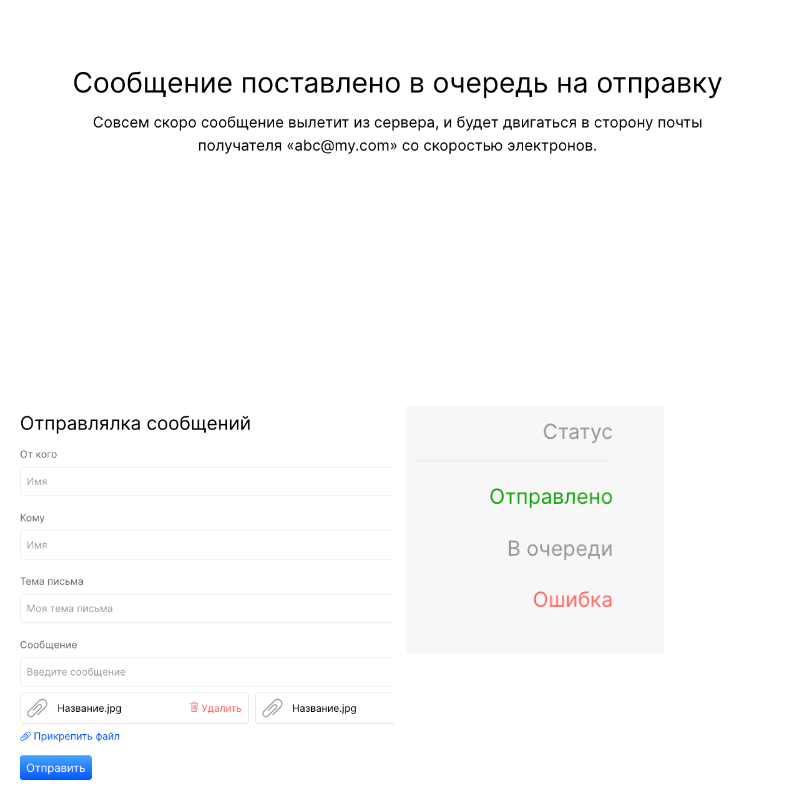 Сообщение поставлено в очередь на отправку
Совсем скоро сообщение вылетит из сервера, и будет двигаться в сторону почты
получателя «abc@my.com» со скоростью электронов.
Отправлялка сообщений
От кого
Имя
Кому
Имя
Тема письма
Моя тема письма
Сообщение
Введите сообщение
Название.jpg Удалить Название.jpg
Прикрепить файл
Отправить
Статус
Отправлено
В очереди
Ошибка